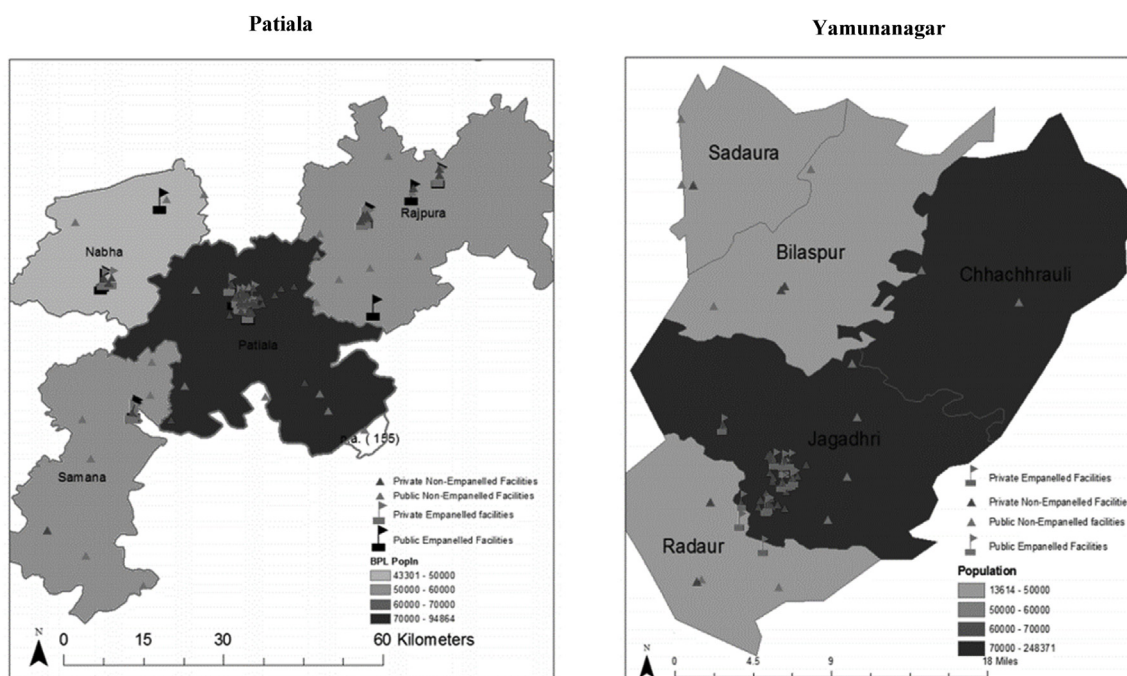 Patiala
Yamunanagar
Rajpura
Nabha
Patiala
n.a. ( 155)
Samana
Private Non-Empanelled Facilities
Public Non-Empanelled Facilities
Private Empanelled facilities
Public Empanelled Facilities
BPL Popln
43301 - 50000
50000 - 60000
60000 - 70000
70000 - 94864
N
0 15 30 60 Kilometers
Sadaura
Bilaspur
Chhachhrauli
Jagadhri
Radaur
Private Empanelled Facilities
Private Non-Empanelled Facilities
Public Non-Empanelled facilities
Public Empanelled Facilities
Population
13614 - 50000
50000 - 60000
60000 - 70000
70000 - 248371
N
0 4.5 9 18 Miles